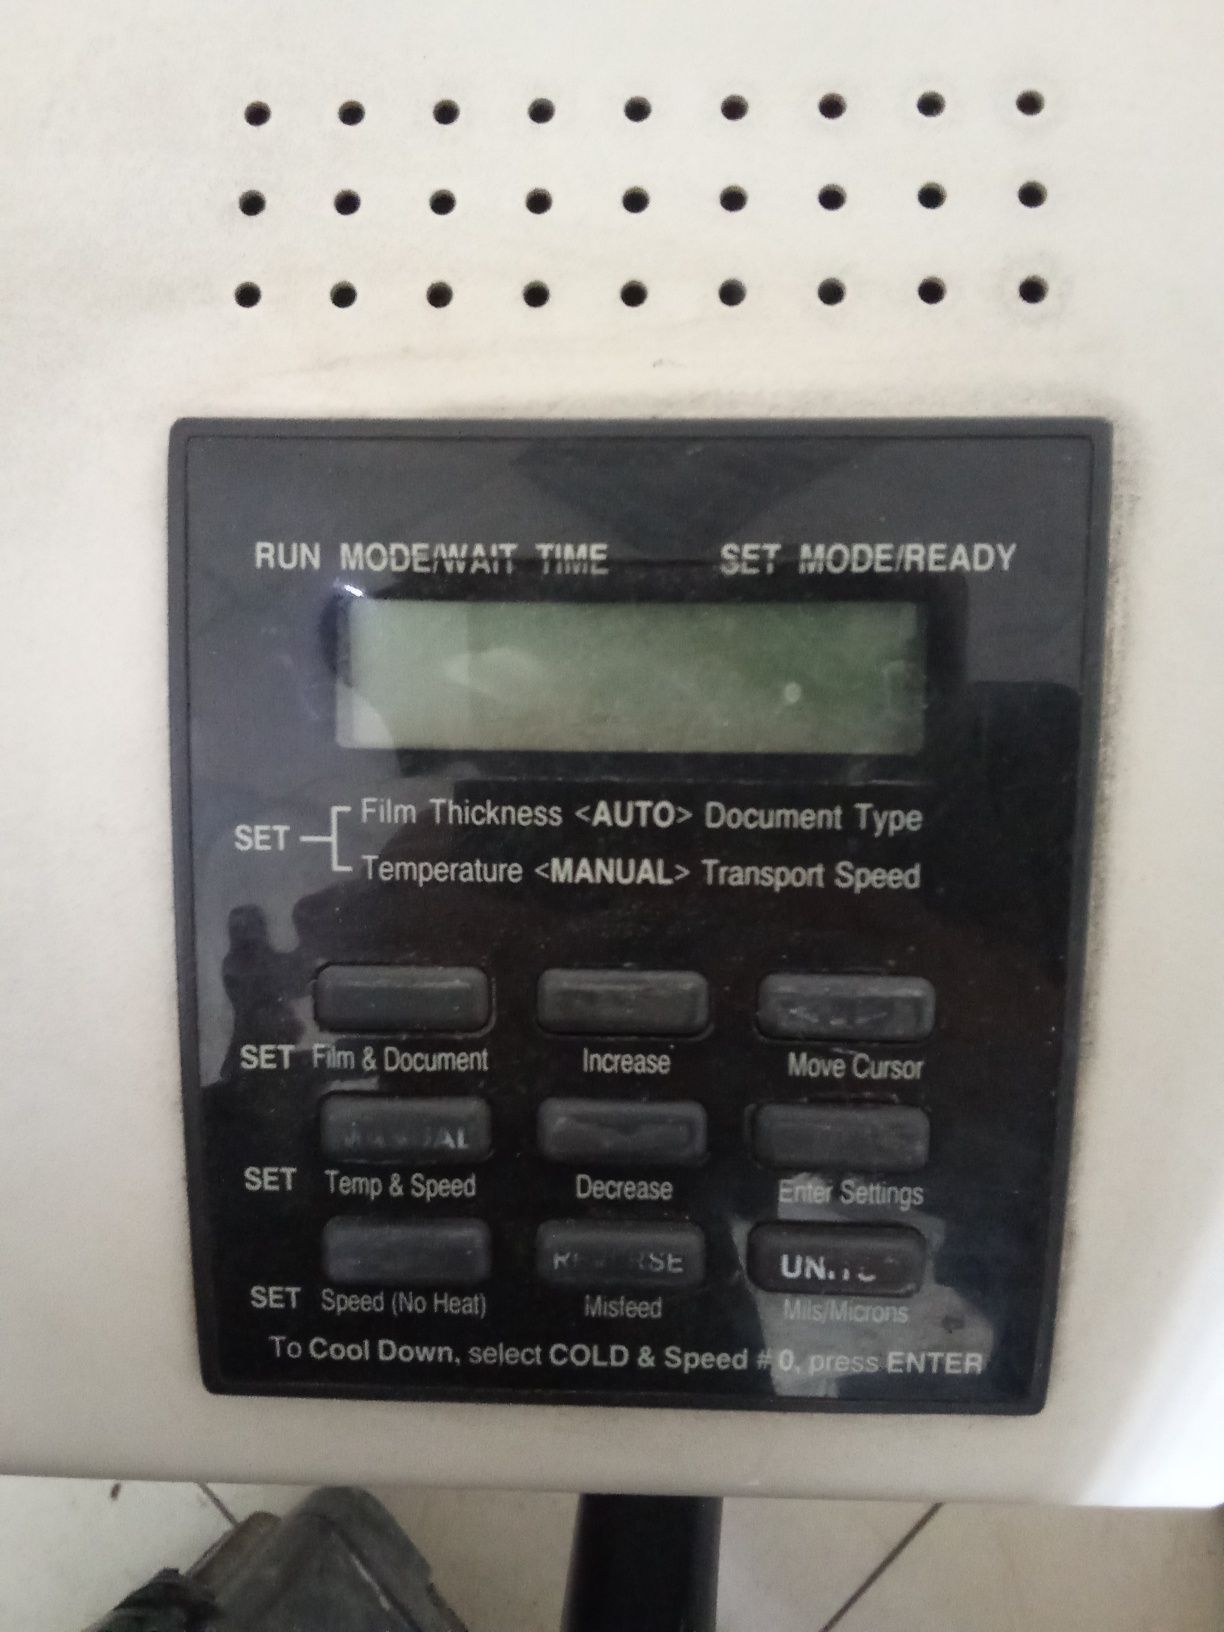 RUN MODE/WAIT TIME SET MODE/READY
SET
Film Thickness <AUTO> Document Type
Temperature <MANUAL> Transport Speed
SET Film & Document Increase Move Cursor
MANUAL
SET Temp & Speed Decrease Enter Settings
REVERSE
SET Speed (No Heat) Misfeed Mils/Microns
To Cool Down, select COLD & Speed # 0, press ENTER